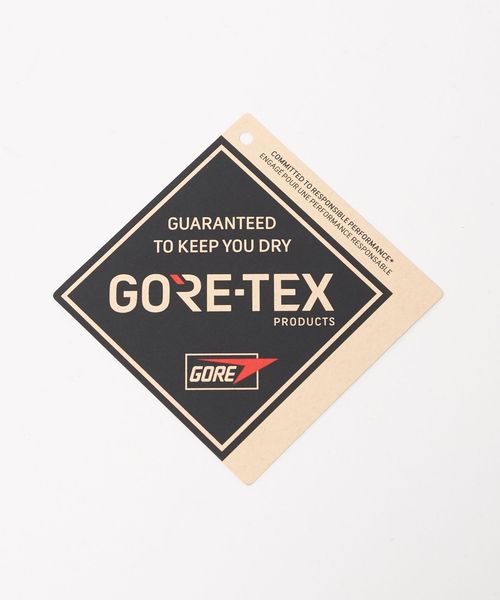 COMMITTED TO RESPONSIBLE PERFORMANCE*
ENGAGÉ POUR UNE PERFORMANCE RESPONSABLE
GUARANTEED
TO KEEP YOU DRY
GORE-TEX
PRODUCTS
GORE